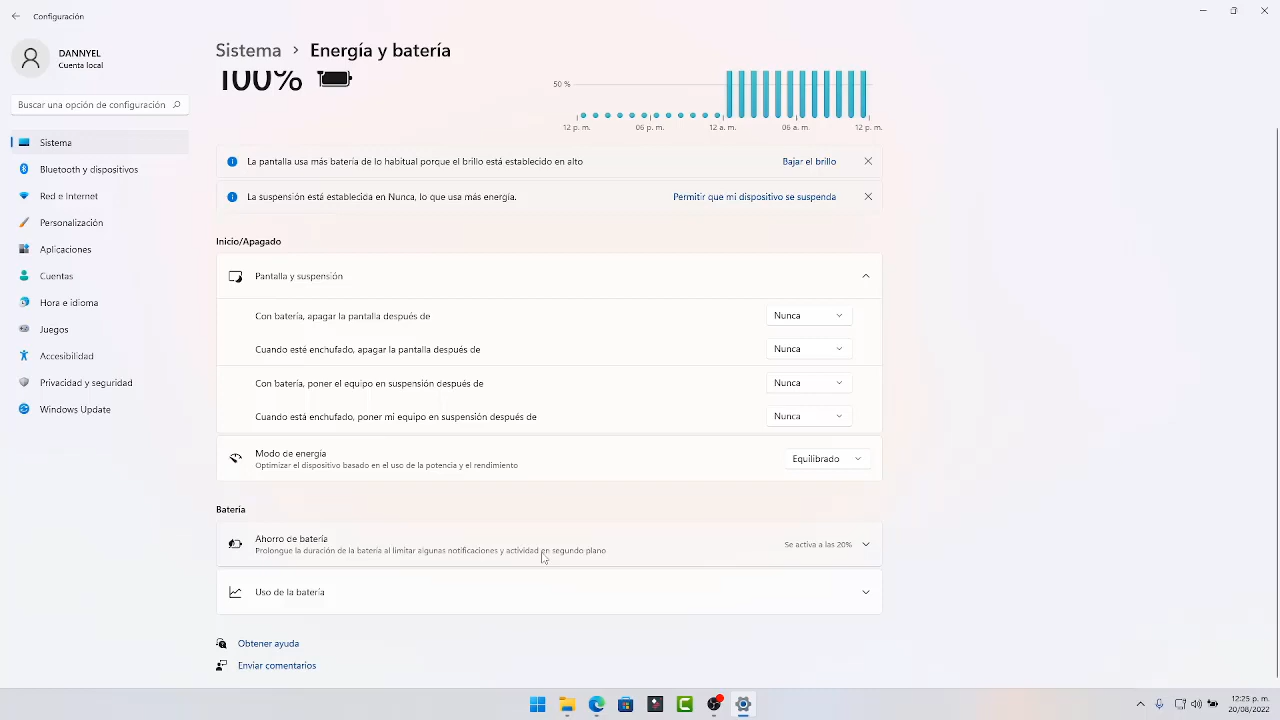 Configuración
DANNYEL
Cuenta local
Buscar una opción de configuración
Sistema
Bluetooth y dispositivos
Red e Internet
Personalización
Aplicaciones
Cuentas
Hora e idioma
Juegos
Accesibilidad
Privacidad y seguridad
Windows Update
Sistema > Energía y batería
100%
50 %
12 p. m. 06 p. m. 12 a. m. 06 a. m. 12 p. m.
La pantalla usa más batería de lo habitual porque el brillo está establecido en alto Bajar el brillo
La suspensión está establecida en Nunca, lo que usa más energía. Permitir que mi dispositivo se suspenda
Inicio/Apagado
Pantalla y suspensión
Con batería, apagar la pantalla después de Nunca
Cuando esté enchufado, apagar la pantalla después de Nunca
Con batería, poner el equipo en suspensión después de Nunca
Cuando está enchufado, poner mi equipo en suspensión después de Nunca
Modo de energía
Optimizar el dispositivo basado en el uso de la potencia y el rendimiento
Equilibrado
Batería
Ahorro de batería
Prolongue la duración de la batería al limitar algunas notificaciones y actividad en segundo plano
Se activa a las 20%
Uso de la batería
Obtener ayuda
Enviar comentarios
12:25 p. m.
20/08/2022